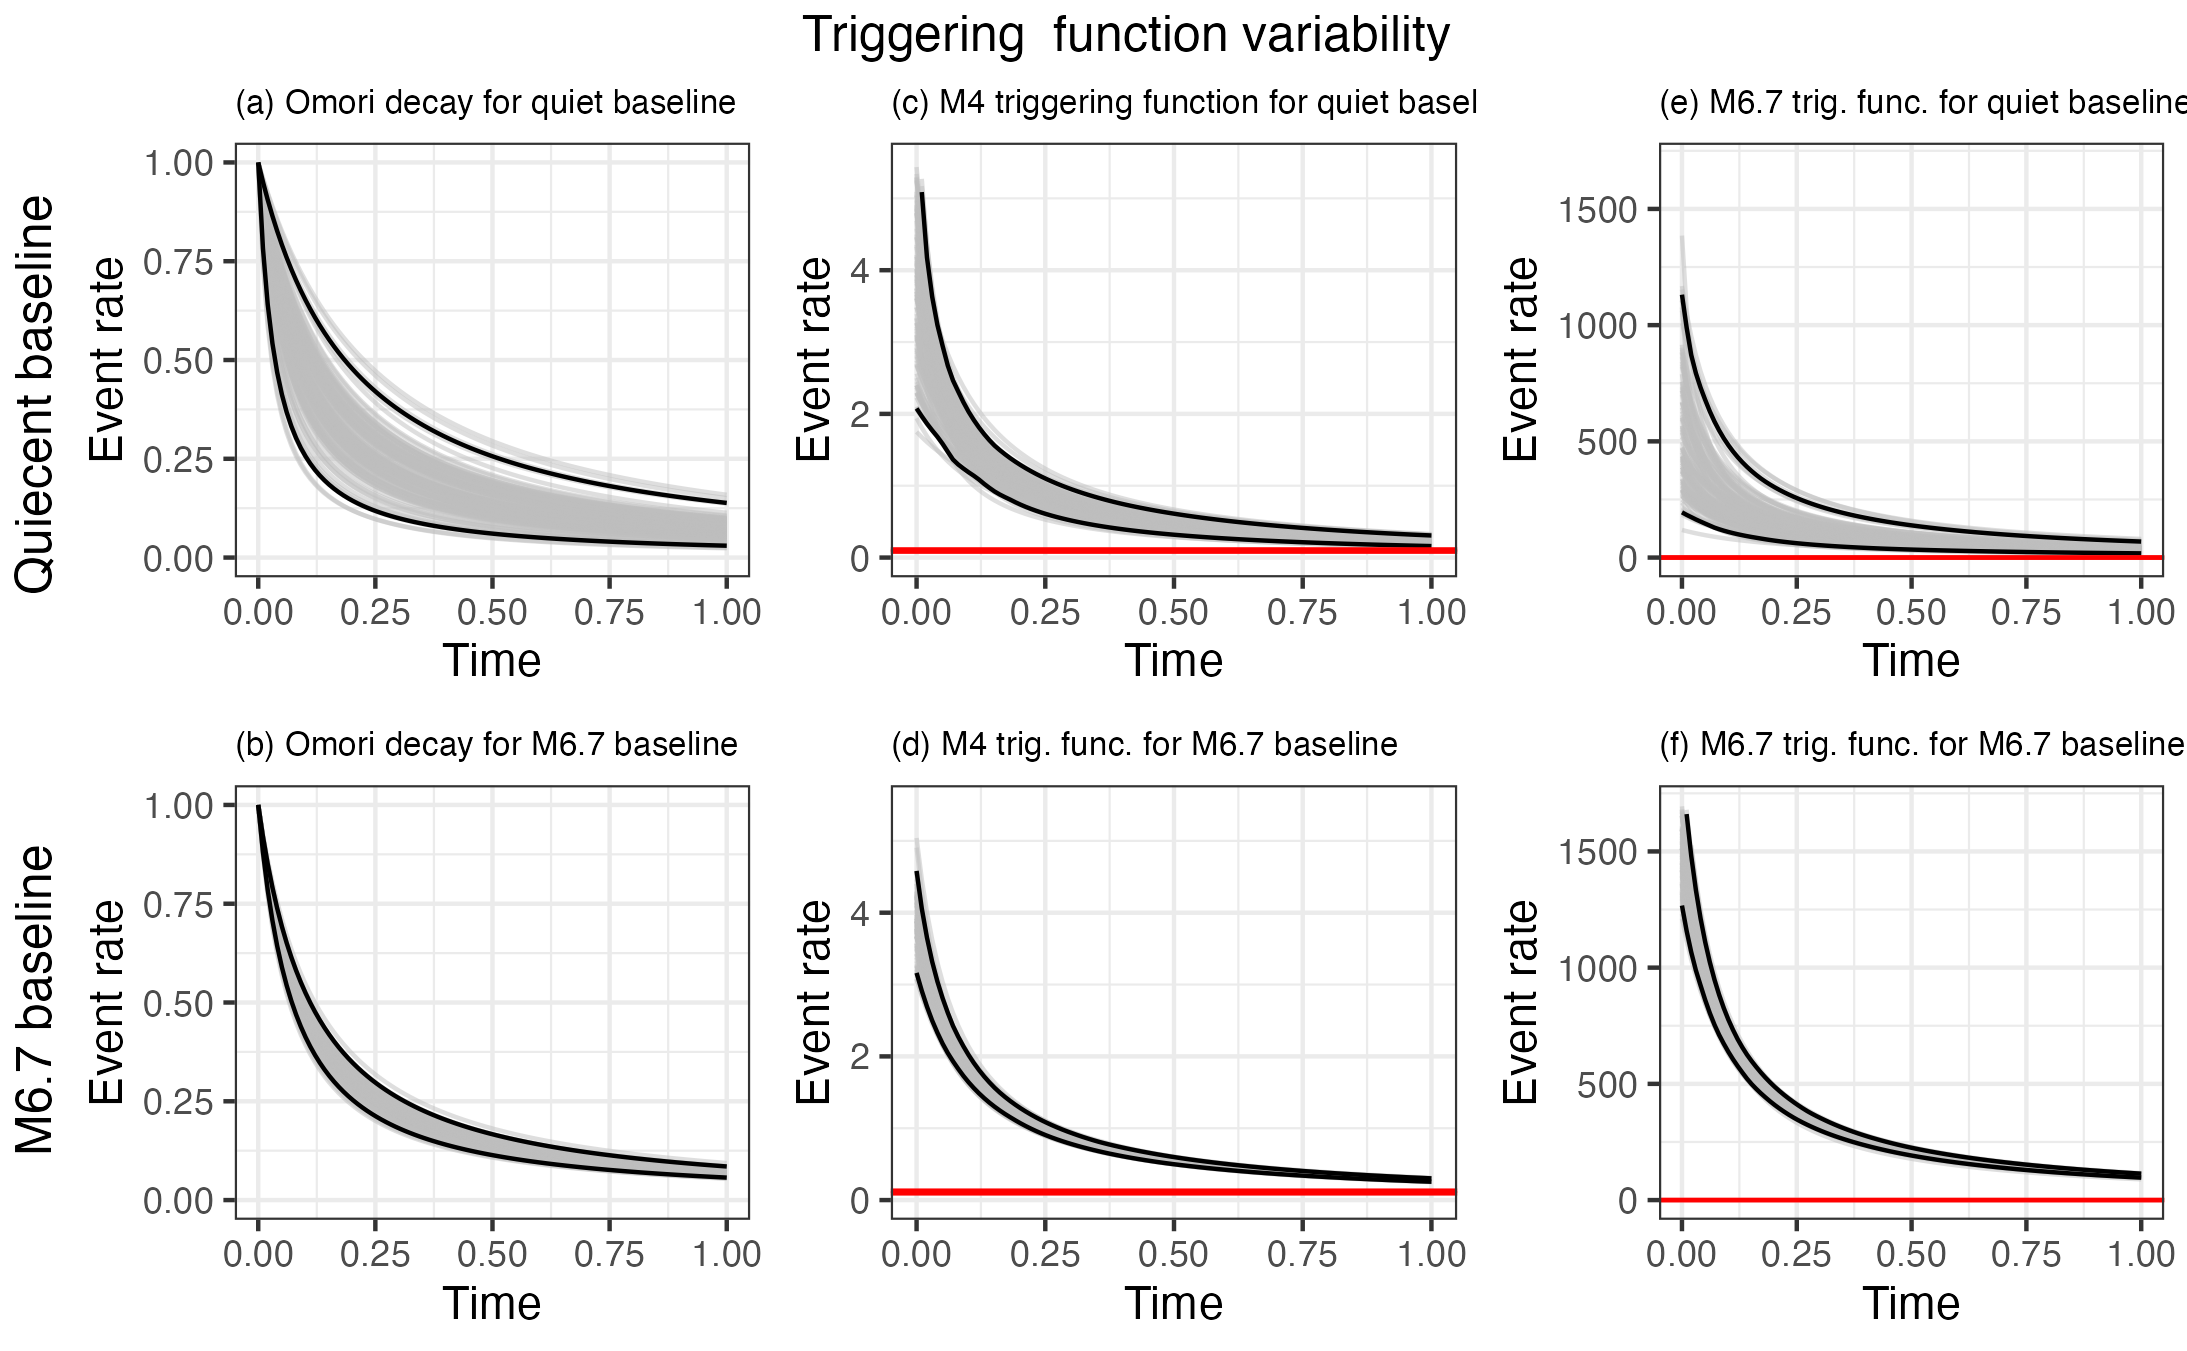 Triggering  function variability
Quiecent baseline
(a) Omori decay for quiet baseline
Event rate
1.00
0.75
0.50
0.25
0.00
0.00 0.25 0.50 0.75 1.00
Time
(c) M4 triggering function for quiet basel
Event rate
4
2
0
0.00 0.25 0.50 0.75 1.00
Time
(e) M6.7 trig. func. for quiet baseline
Event rate
1500
1000
500
0
0.00 0.25 0.50 0.75 1.00
Time
M6.7 baseline
(b) Omori decay for M6.7 baseline
Event rate
1.00
0.75
0.50
0.25
0.00
0.00 0.25 0.50 0.75 1.00
Time
(d) M4 trig. func. for M6.7 baseline
Event rate
4
2
0
0.00 0.25 0.50 0.75 1.00
Time
(f) M6.7 trig. func. for M6.7 baseline
Event rate
1500
1000
500
0
0.00 0.25 0.50 0.75 1.00
Time